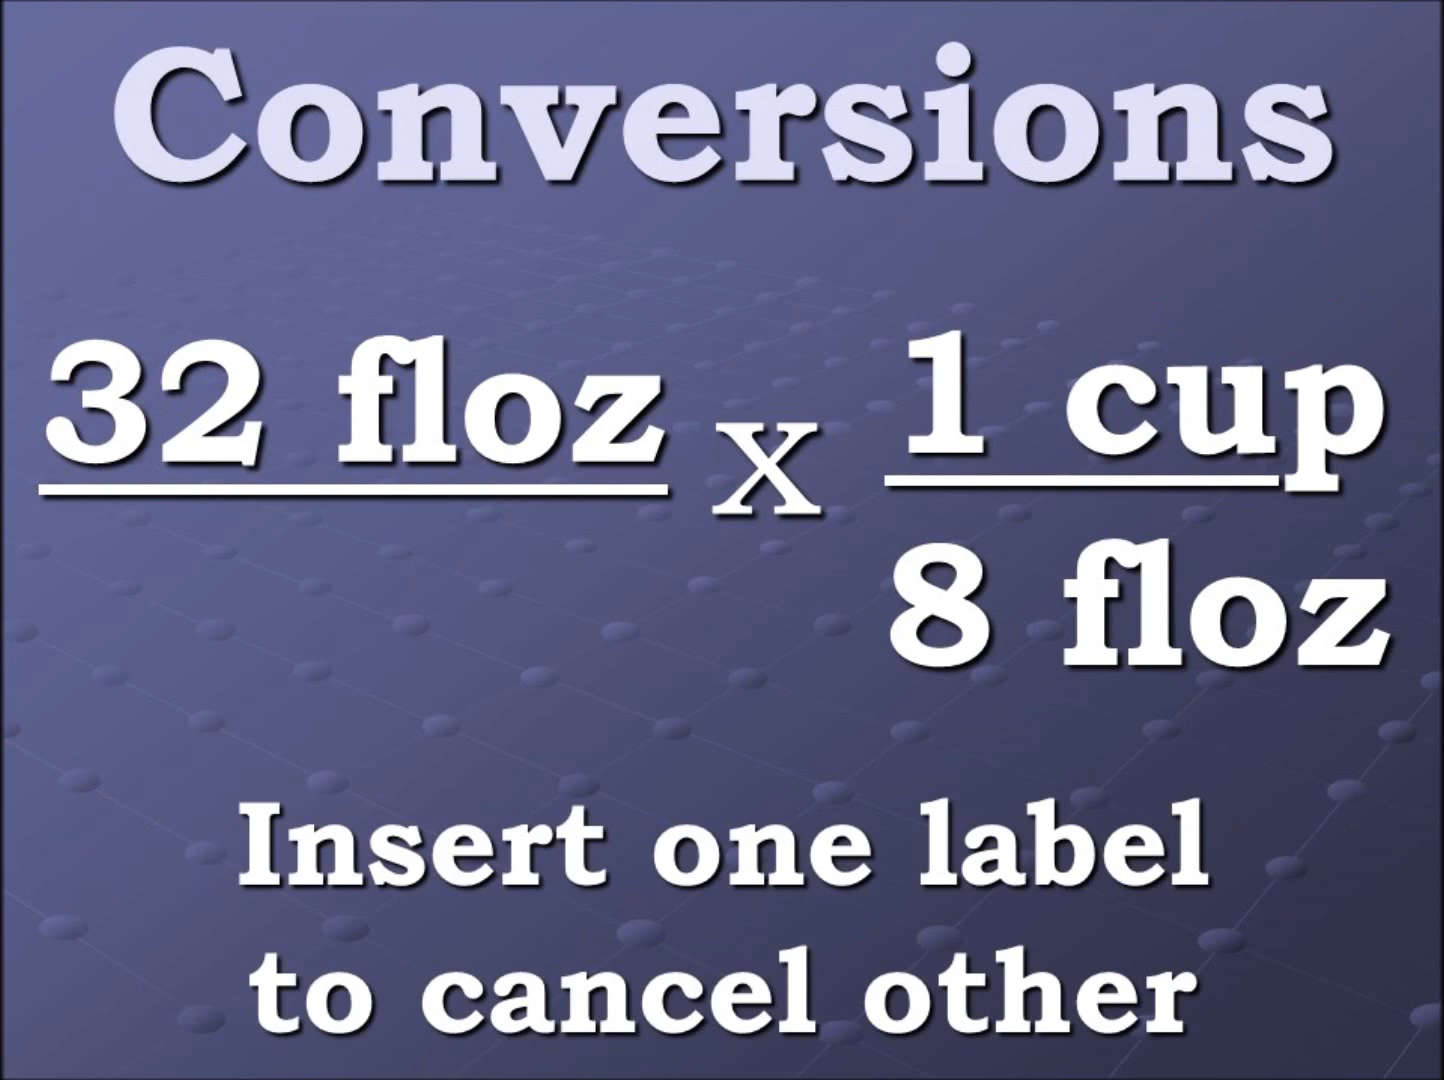 Conversions
32 floz x 1 cup
8 floz
Insert one label
to cancel other